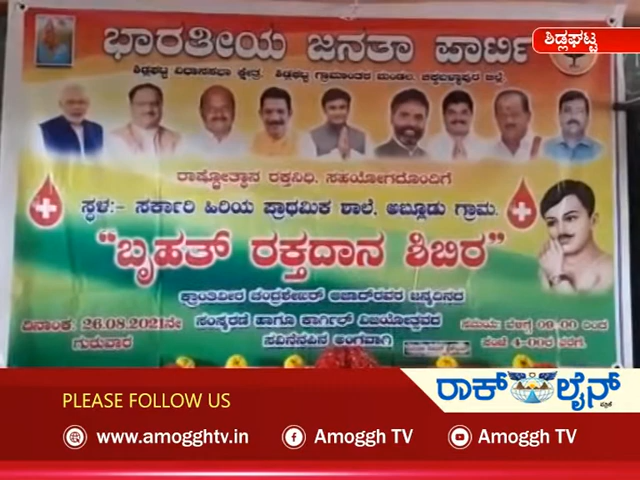 ಶಿಡ್ಲಘಟ್ಟ
ಭಾರತೀಯ ಜನತಾ ಪಾರ್ಟಿ
ಶಿಡ್ಲಘಟ್ಟ ವಿಧಾನಸಭಾ ಕ್ಷೇತ್ರ, ಶಿಡ್ಲಘಟ್ಟ ಗ್ರಾಮಾಂತರ ಮಂಡಲ, ಚಿಕ್ಕಬಳ್ಳಾಪುರ ಜಿಲ್ಲೆ.
ರಾಷ್ಟ್ರೋತ್ಥಾನ ರಕ್ತನಿಧಿ, ಸಹಯೋಗದೊಂದಿಗೆ
ಸ್ಥಳ:- ಸರ್ಕಾರಿ ಹಿರಿಯ ಪ್ರಾಥಮಿಕ ಶಾಲೆ, ಅಬ್ಲೂಡು ಗ್ರಾಮ.
"ಬೃಹತ್ ರಕ್ತದಾನ ಶಿಬಿರ"
ಕ್ರಾಂತಿವೀರ ಚಂದ್ರಶೇಖರ್ ಆಜಾದ್‌ರವರ ಜನ್ಮದಿನದ
ದಿನಾಂಕ: 26.08.2021ನೇ ಗುರುವಾರ
ಸಂಸ್ಮರಣೆ ಹಾಗೂ ಕಾರ್ಗಿಲ್ ವಿಜಯೋತ್ಸವದ
ಸವಿನೆನಪಿನ ಅಂಗವಾಗಿ
ಸಮಯ: ಬೆಳಿಗ್ಗೆ 09-00 ರಿಂದ
ಸಂಜೆ 4-00ರ ವರೆಗೆ.
PLEASE FOLLOW US
ರಾಕ್ ಲೈನ್
www.amogghtv.in
Amoggh TV
Amoggh TV